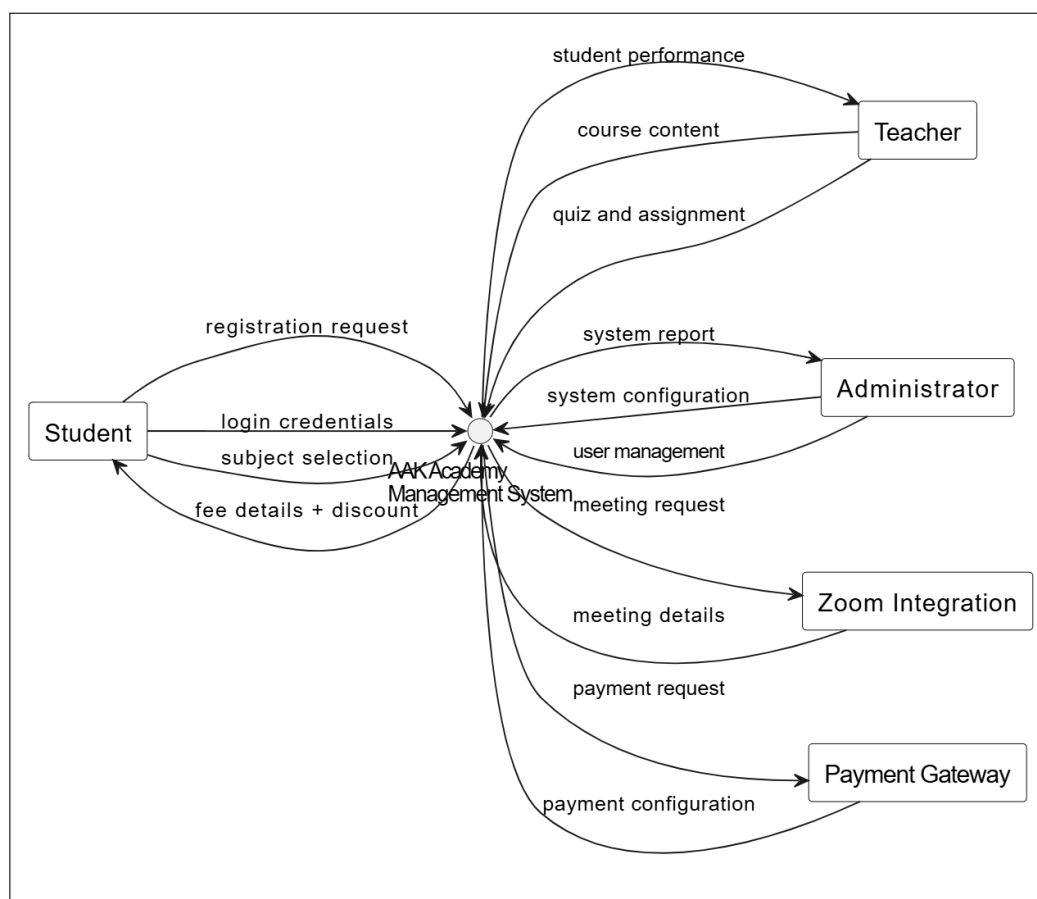 student performance
Teacher
course content
quiz and assignment
registration request
system report
Administrator
system configuration
Student
login credentials
user management
subject selection
AAK Academy
Management System
fee details + discount
meeting request
Zoom Integration
meeting details
payment request
Payment Gateway
payment configuration